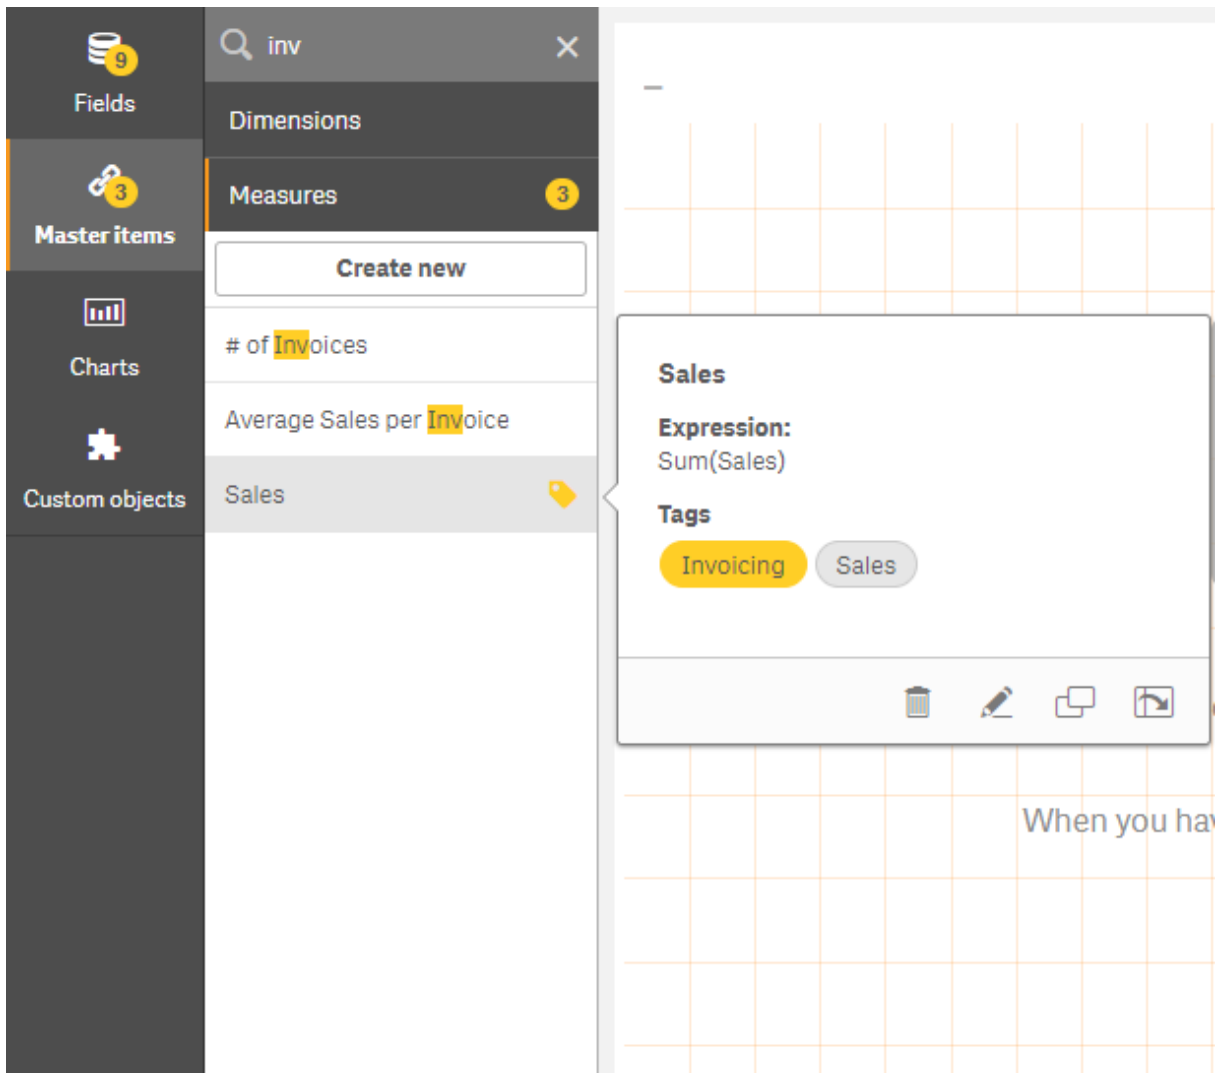 9
Fields
3
Master items
Charts
Custom objects
inv
Dimensions
Measures 3
Create new
# of Invoices
Average Sales per Invoice
Sales
Sales
Expression:
Sum(Sales)
Tags
Invoicing Sales
When you hav